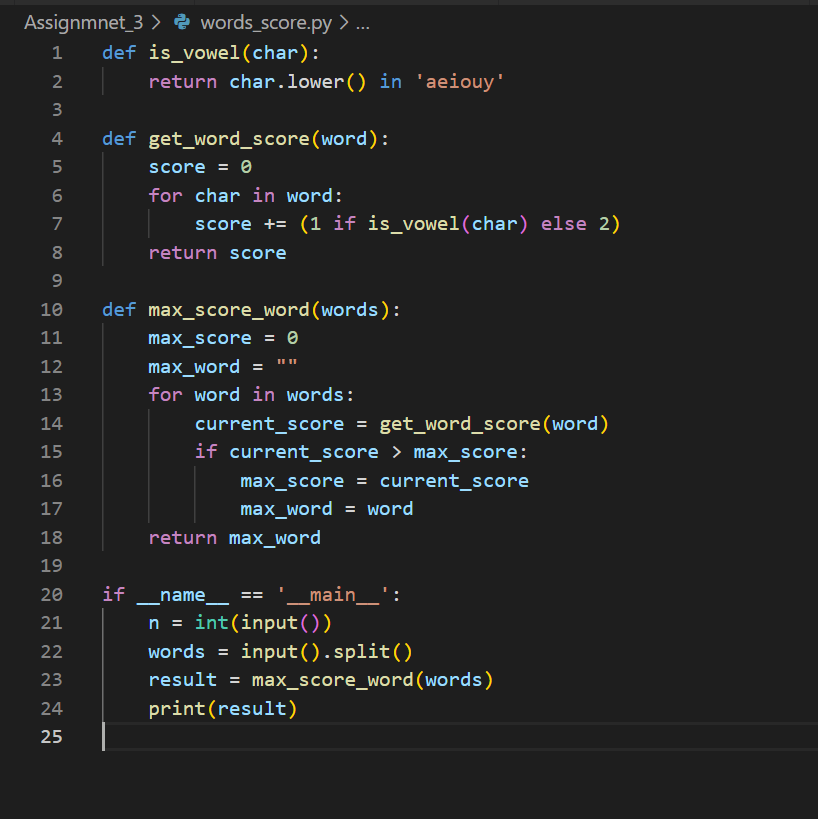 Assignmnet_3 > words_score.py > ...
1 def is_vowel(char):
2     return char.lower() in 'aeiouy'
3
4 def get_word_score(word):
5     score = 0
6     for char in word:
7         score += (1 if is_vowel(char) else 2)
8     return score
9
10 def max_score_word(words):
11     max_score = 0
12     max_word = ""
13     for word in words:
14         current_score = get_word_score(word)
15         if current_score > max_score:
16             max_score = current_score
17             max_word = word
18     return max_word
19
20 if __name__ == '__main__':
21     n = int(input())
22     words = input().split()
23     result = max_score_word(words)
24     print(result)
25